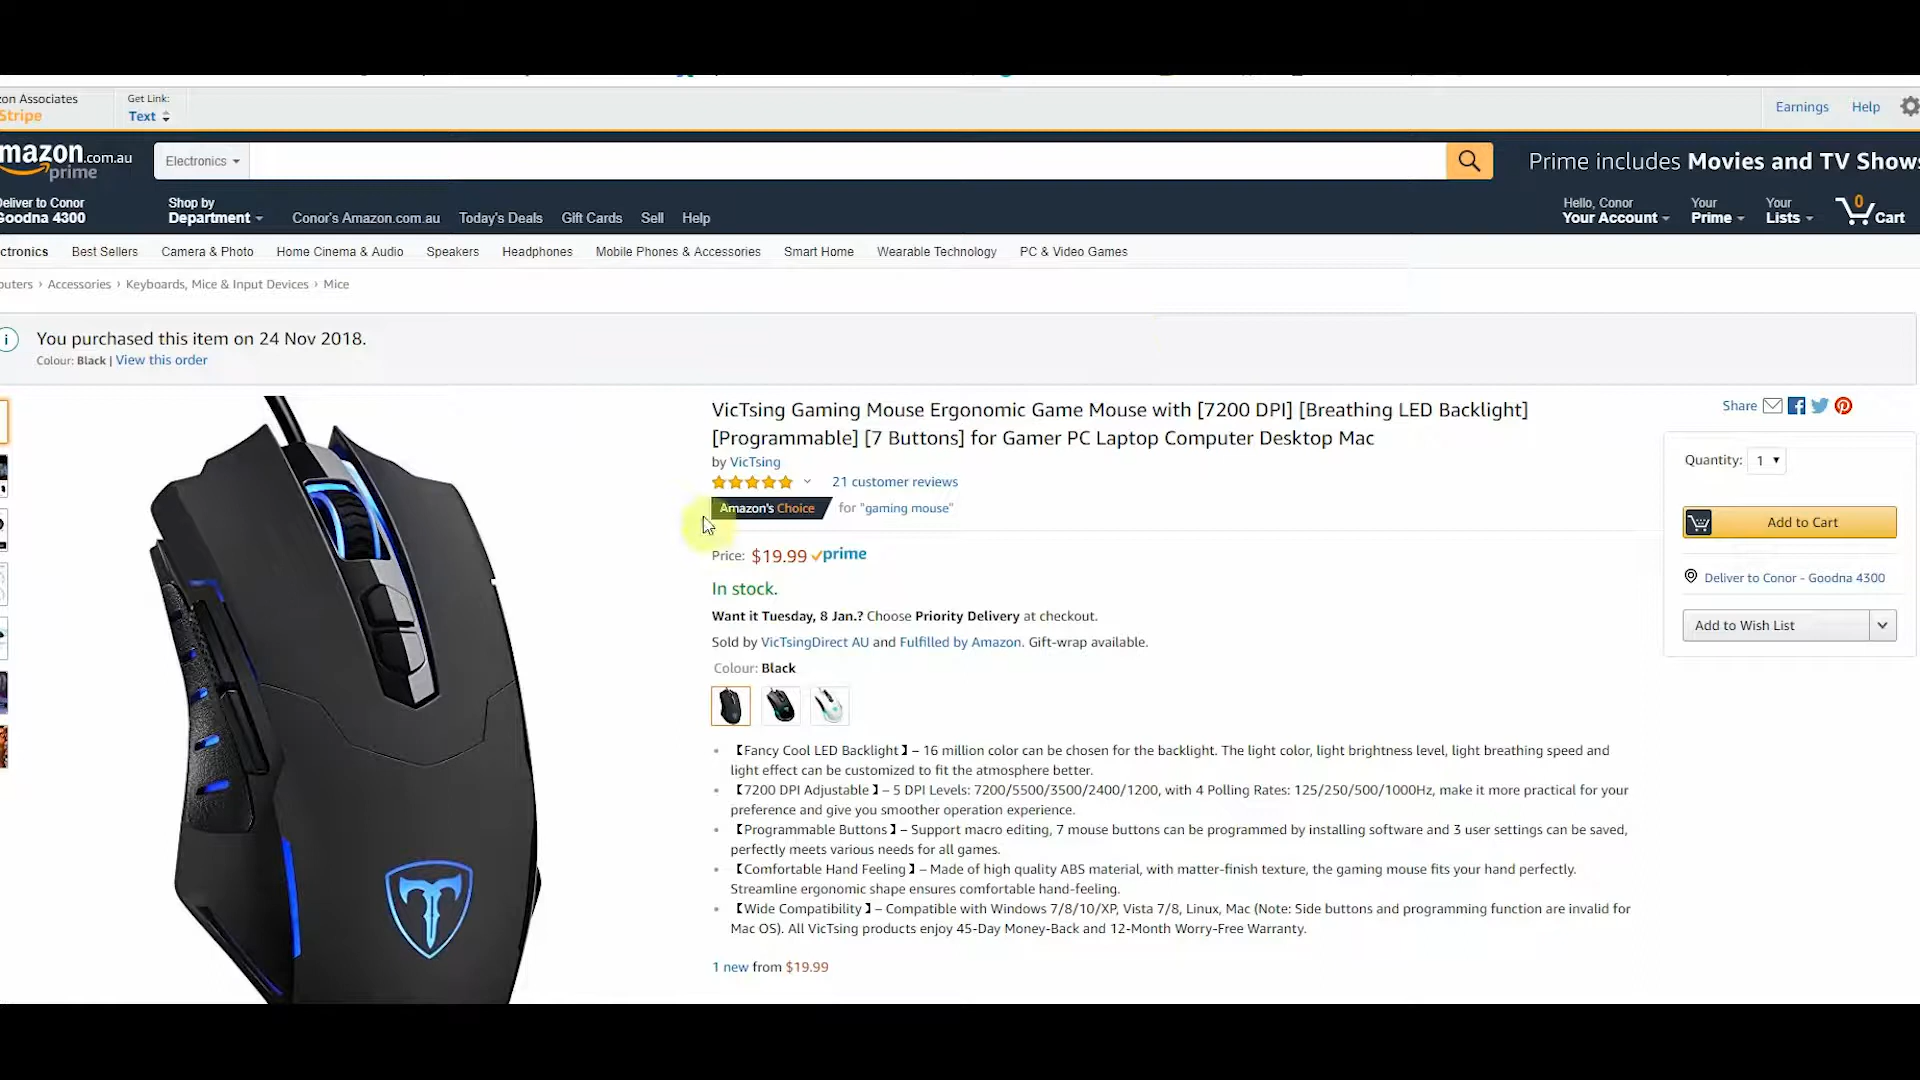 zon Associates
Stripe
Get Link:
Text
Earnings
Help
mazon.com.au
prime
Electronics
Prime includes Movies and TV Shows
Deliver to Conor
Goodna 4300
Shop by
Department
Conor's Amazon.com.au
Today's Deals
Gift Cards
Sell
Help
Hello, Conor
Your Account
Your
Prime
Your
Lists
0
Cart
ctronics
Best Sellers
Camera & Photo
Home Cinema & Audio
Speakers
Headphones
Mobile Phones & Accessories
Smart Home
Wearable Technology
PC & Video Games
puters › Accessories › Keyboards, Mice & Input Devices › Mice
You purchased this item on 24 Nov 2018.
Colour: Black | View this order
VicTsing Gaming Mouse Ergonomic Game Mouse with [7200 DPI] [Breathing LED Backlight]
[Programmable] [7 Buttons] for Gamer PC Laptop Computer Desktop Mac
by VicTsing
21 customer reviews
Amazon's Choice for "gaming mouse"
Price: $19.99 prime
In stock.
Want it Tuesday, 8 Jan.? Choose Priority Delivery at checkout.
Sold by VicTsingDirect AU and Fulfilled by Amazon. Gift-wrap available.
Colour: Black
• 【Fancy Cool LED Backlight】– 16 million color can be chosen for the backlight. The light color, light brightness level, light breathing speed and
light effect can be customized to fit the atmosphere better.
• 【7200 DPI Adjustable】– 5 DPI Levels: 7200/5500/3500/2400/1200, with 4 Polling Rates: 125/250/500/1000Hz, make it more practical for your
preference and give you smoother operation experience.
• 【Programmable Buttons】– Support macro editing, 7 mouse buttons can be programmed by installing software and 3 user settings can be saved,
perfectly meets various needs for all games.
• 【Comfortable Hand Feeling】– Made of high quality ABS material, with matter-finish texture, the gaming mouse fits your hand perfectly.
Streamline ergonomic shape ensures comfortable hand-feeling.
• 【Wide Compatibility】– Compatible with Windows 7/8/10/XP, Vista 7/8, Linux, Mac (Note: Side buttons and programming function are invalid for
Mac OS). All VicTsing products enjoy 45-Day Money-Back and 12-Month Worry-Free Warranty.
1 new from $19.99
Share
Quantity: 1
Add to Cart
Deliver to Conor - Goodna 4300
Add to Wish List